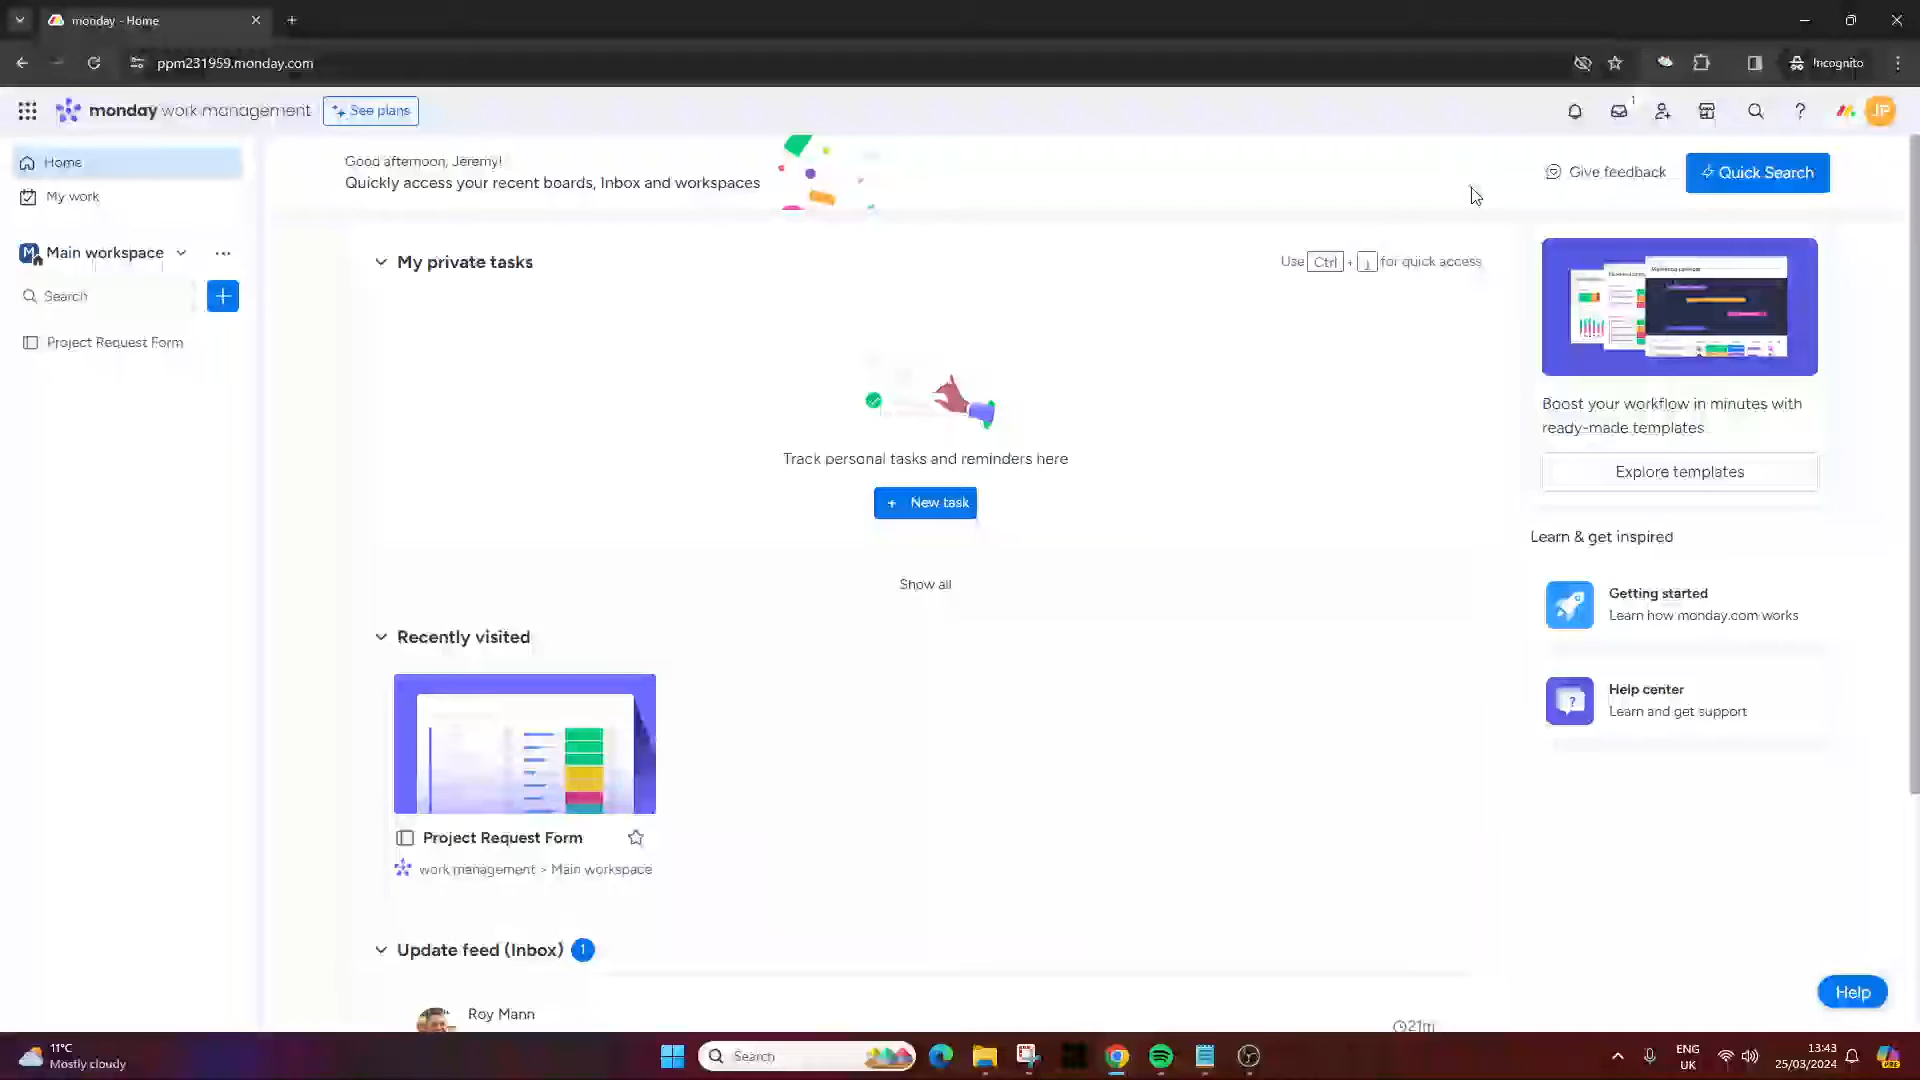 monday - Home
ppm231959.monday.com
Incognito
monday work management
See plans
1
JP
Home
My work
M
Main workspace
Search
Project Request Form
Good afternoon, Jeremy!
Quickly access your recent boards, Inbox and workspaces
Give feedback
Quick Search
My private tasks
Use Ctrl + j for quick access
Track personal tasks and reminders here
+ New task
Show all
Boost your workflow in minutes with
ready-made templates
Explore templates
Learn & get inspired
Getting started
Learn how monday.com works
Help center
Learn and get support
Recently visited
Project Request Form
work management > Main workspace
Update feed (Inbox) 1
Roy Mann
21m
Help
11°C
Mostly cloudy
Search
ENG
UK
13:43
25/03/2024